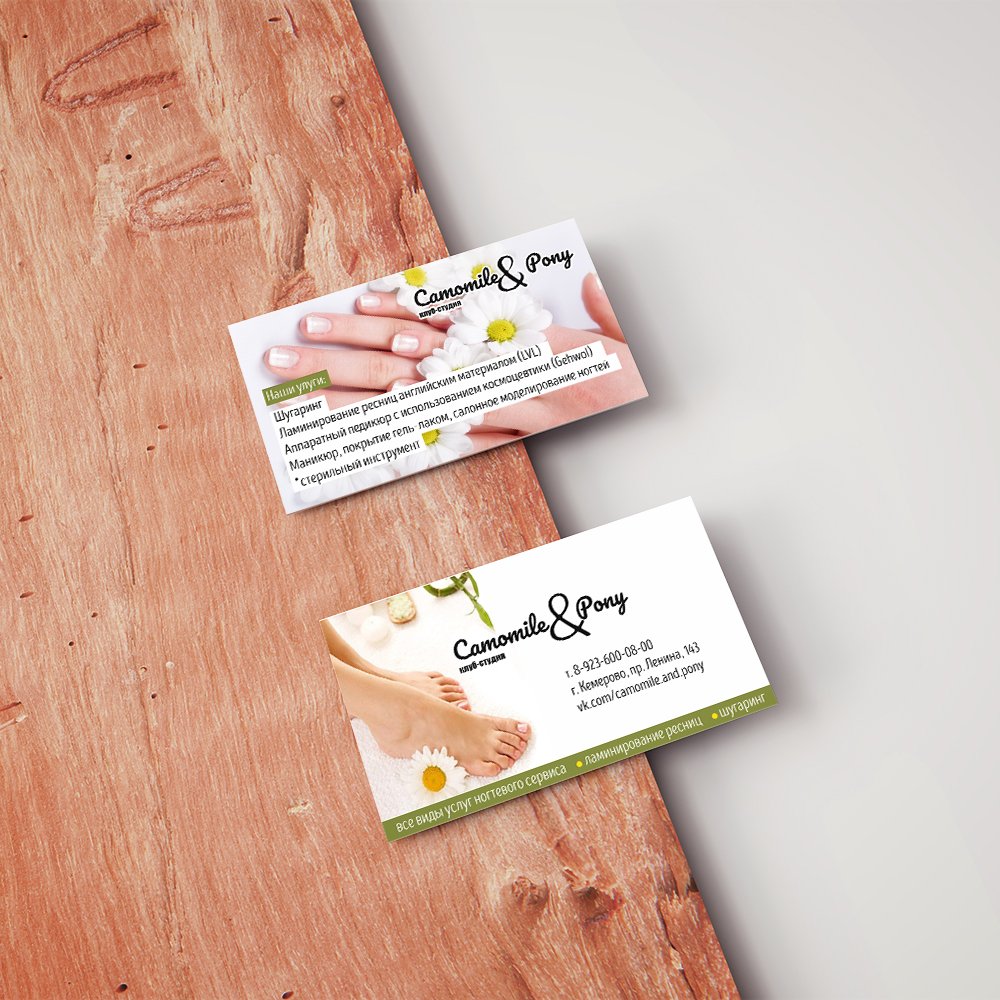 Camomile & Pony
клуб-студия
Наши услуги:
Шугаринг
Ламинирование ресниц английским материалом (LVL)
Аппаратный педикюр с использованием космоцевтики (Gehwol)
Маникюр, покрытие гель-лаком, салонное моделирование ногтей
*стерильный инструмент
Camomile & Pony
клуб-студия
т. 8-923-600-08-00
г. Кемерово, пр. Ленина, 143
vk.com/camomile.and.pony
все виды услуг ногтевого сервиса • ламинирование ресниц • шугаринг